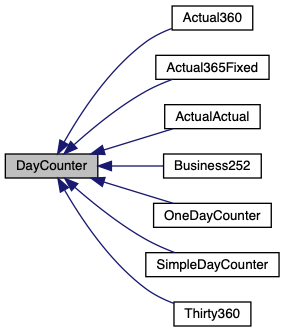 Actual360
Actual365Fixed
ActualActual
DayCounter
Business252
OneDayCounter
SimpleDayCounter
Thirty360